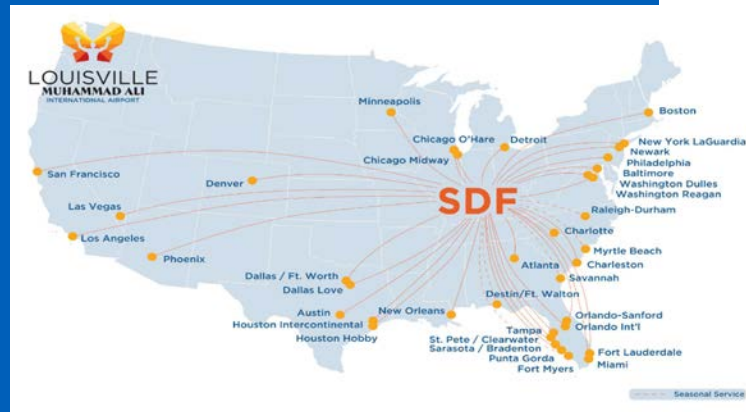 LOUISVILLE
MUHAMMAD ALI
INTERNATIONAL AIRPORT
Minneapolis
Boston
Chicago O'Hare
Detroit
Chicago Midway
New York LaGuardia
Newark
Philadelphia
Baltimore
Washington Dulles
Washington Reagan
San Francisco
Denver
SDF
Las Vegas
Raleigh-Durham
Los Angeles
Charlotte
Phoenix
Myrtle Beach
Atlanta
Charleston
Savannah
Dallas / Ft. Worth
Dallas Love
Destin/Ft. Walton
Austin
New Orleans
Houston Intercontinental
Houston Hobby
Orlando-Sanford
Orlando Int'l
Tampa
St. Pete / Clearwater
Sarasota / Bradenton
Punta Gorda
Fort Myers
Fort Lauderdale
Miami
Seasonal Service